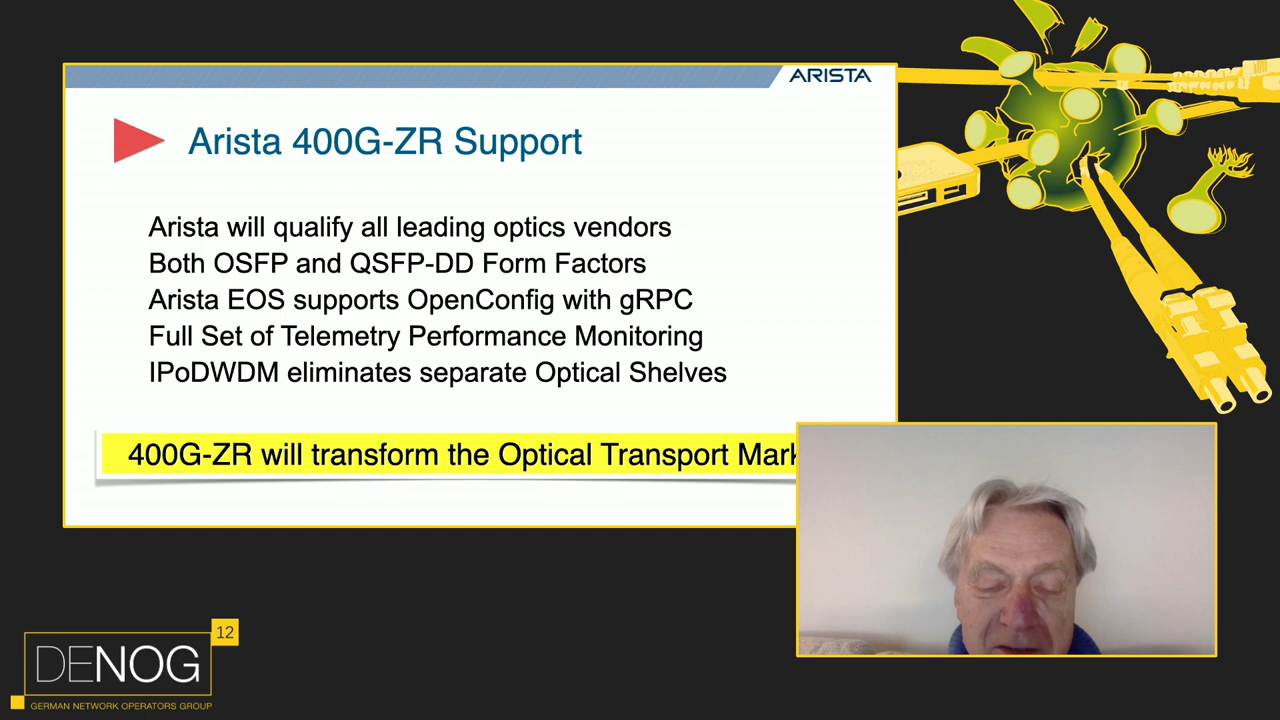 ARISTA
Arista 400G-ZR Support
Arista will qualify all leading optics vendors
Both OSFP and QSFP-DD Form Factors
Arista EOS supports OpenConfig with gRPC
Full Set of Telemetry Performance Monitoring
IPoDWDM eliminates separate Optical Shelves
400G-ZR will transform the Optical Transport Mark
12
DENOG
GERMAN NETWORK OPERATORS GROUP